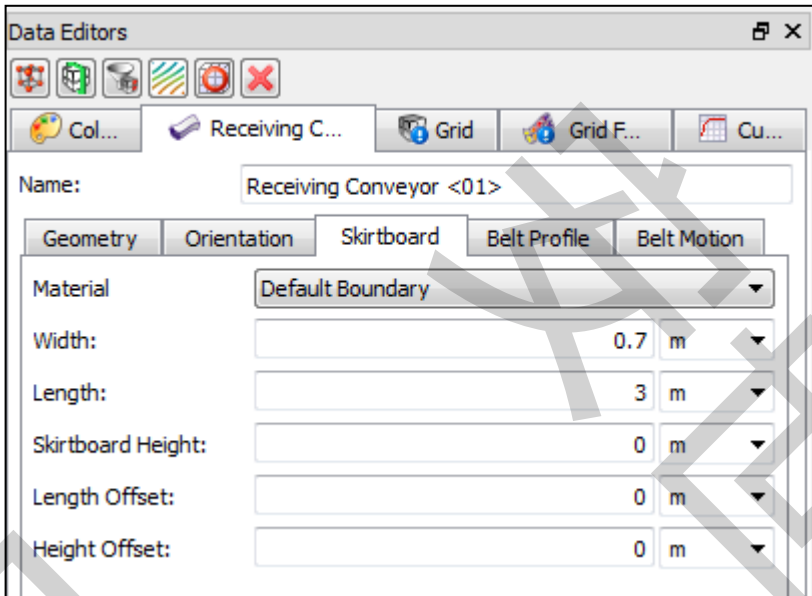 Data Editors
Col... Receiving C... Grid Grid F... Cu...
Name: Receiving Conveyor <01>
Geometry Orientation Skirtboard Belt Profile Belt Motion
Material Default Boundary
Width: 0.7 m
Length: 3 m
Skirtboard Height: 0 m
Length Offset: 0 m
Height Offset: 0 m